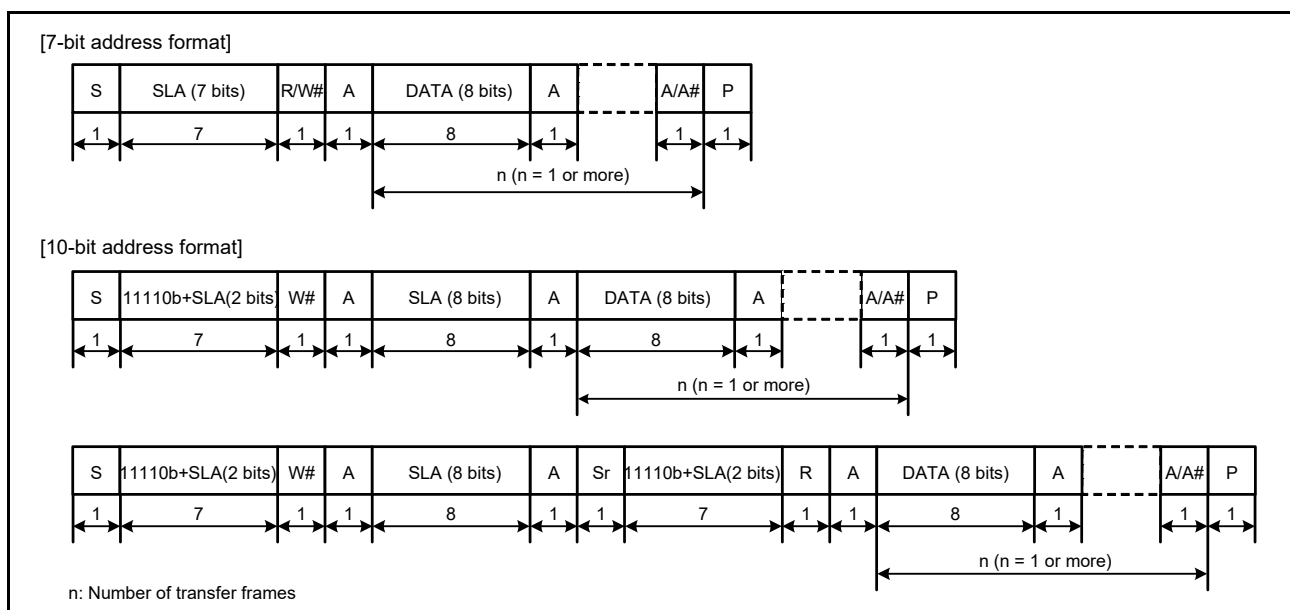 [7-bit address format]
S SLA (7 bits) R/W# A DATA (8 bits) A A/A# P
1 7 1 1 8 1 1 1
n (n = 1 or more)
[10-bit address format]
S 11110b+SLA(2 bits) W# A SLA (8 bits) A DATA (8 bits) A A/A# P
1 7 1 1 8 1 8 1 1 1
n (n = 1 or more)
S 11110b+SLA(2 bits) W# A SLA (8 bits) A Sr 11110b+SLA(2 bits) R A DATA (8 bits) A A/A# P
1 7 1 1 8 1 1 7 1 1 8 1 1 1
n (n = 1 or more)
n: Number of transfer frames